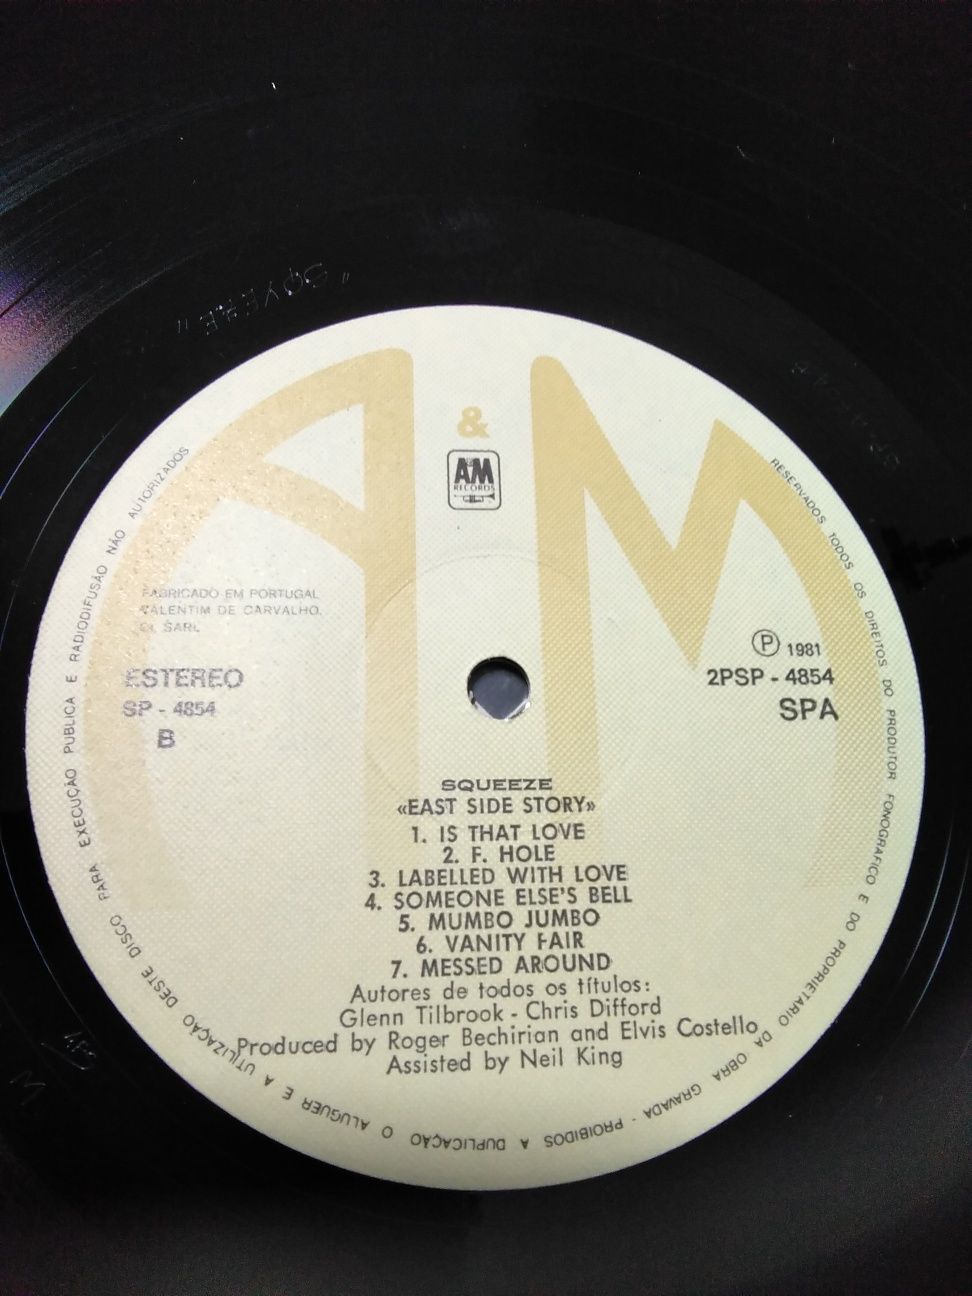 "SQUEEZE"
A & M
AM
RECORDS
FABRICADO EM PORTUGAL
VALENTIM DE CARVALHO,
CI, SARL
ESTEREO
SP - 4854
B
Ⓟ 1981
2PSP - 4854
SPA
SQUEEZE
«EAST SIDE STORY»
1. IS THAT LOVE
2. F. HOLE
3. LABELLED WITH LOVE
4. SOMEONE ELSE'S BELL
5. MUMBO JUMBO
6. VANITY FAIR
7. MESSED AROUND
Autores de todos os títulos:
Glenn Tilbrook - Chris Difford
Produced by Roger Bechirian and Elvis Costello
Assisted by Neil King
RESERVADOS TODOS OS DIREITOS DO PRODUTOR FONOGRAFICO E DO PROPRIETARIO DA OBRA GRAVADA - PROIBIDOS A DUPLICAÇÃO O ALUGUER E A UTILIZAÇÃO DESTE DISCO PARA EXECUÇÃO PUBLICA E RADIODIFUSÃO NÃO AUTORIZADOS